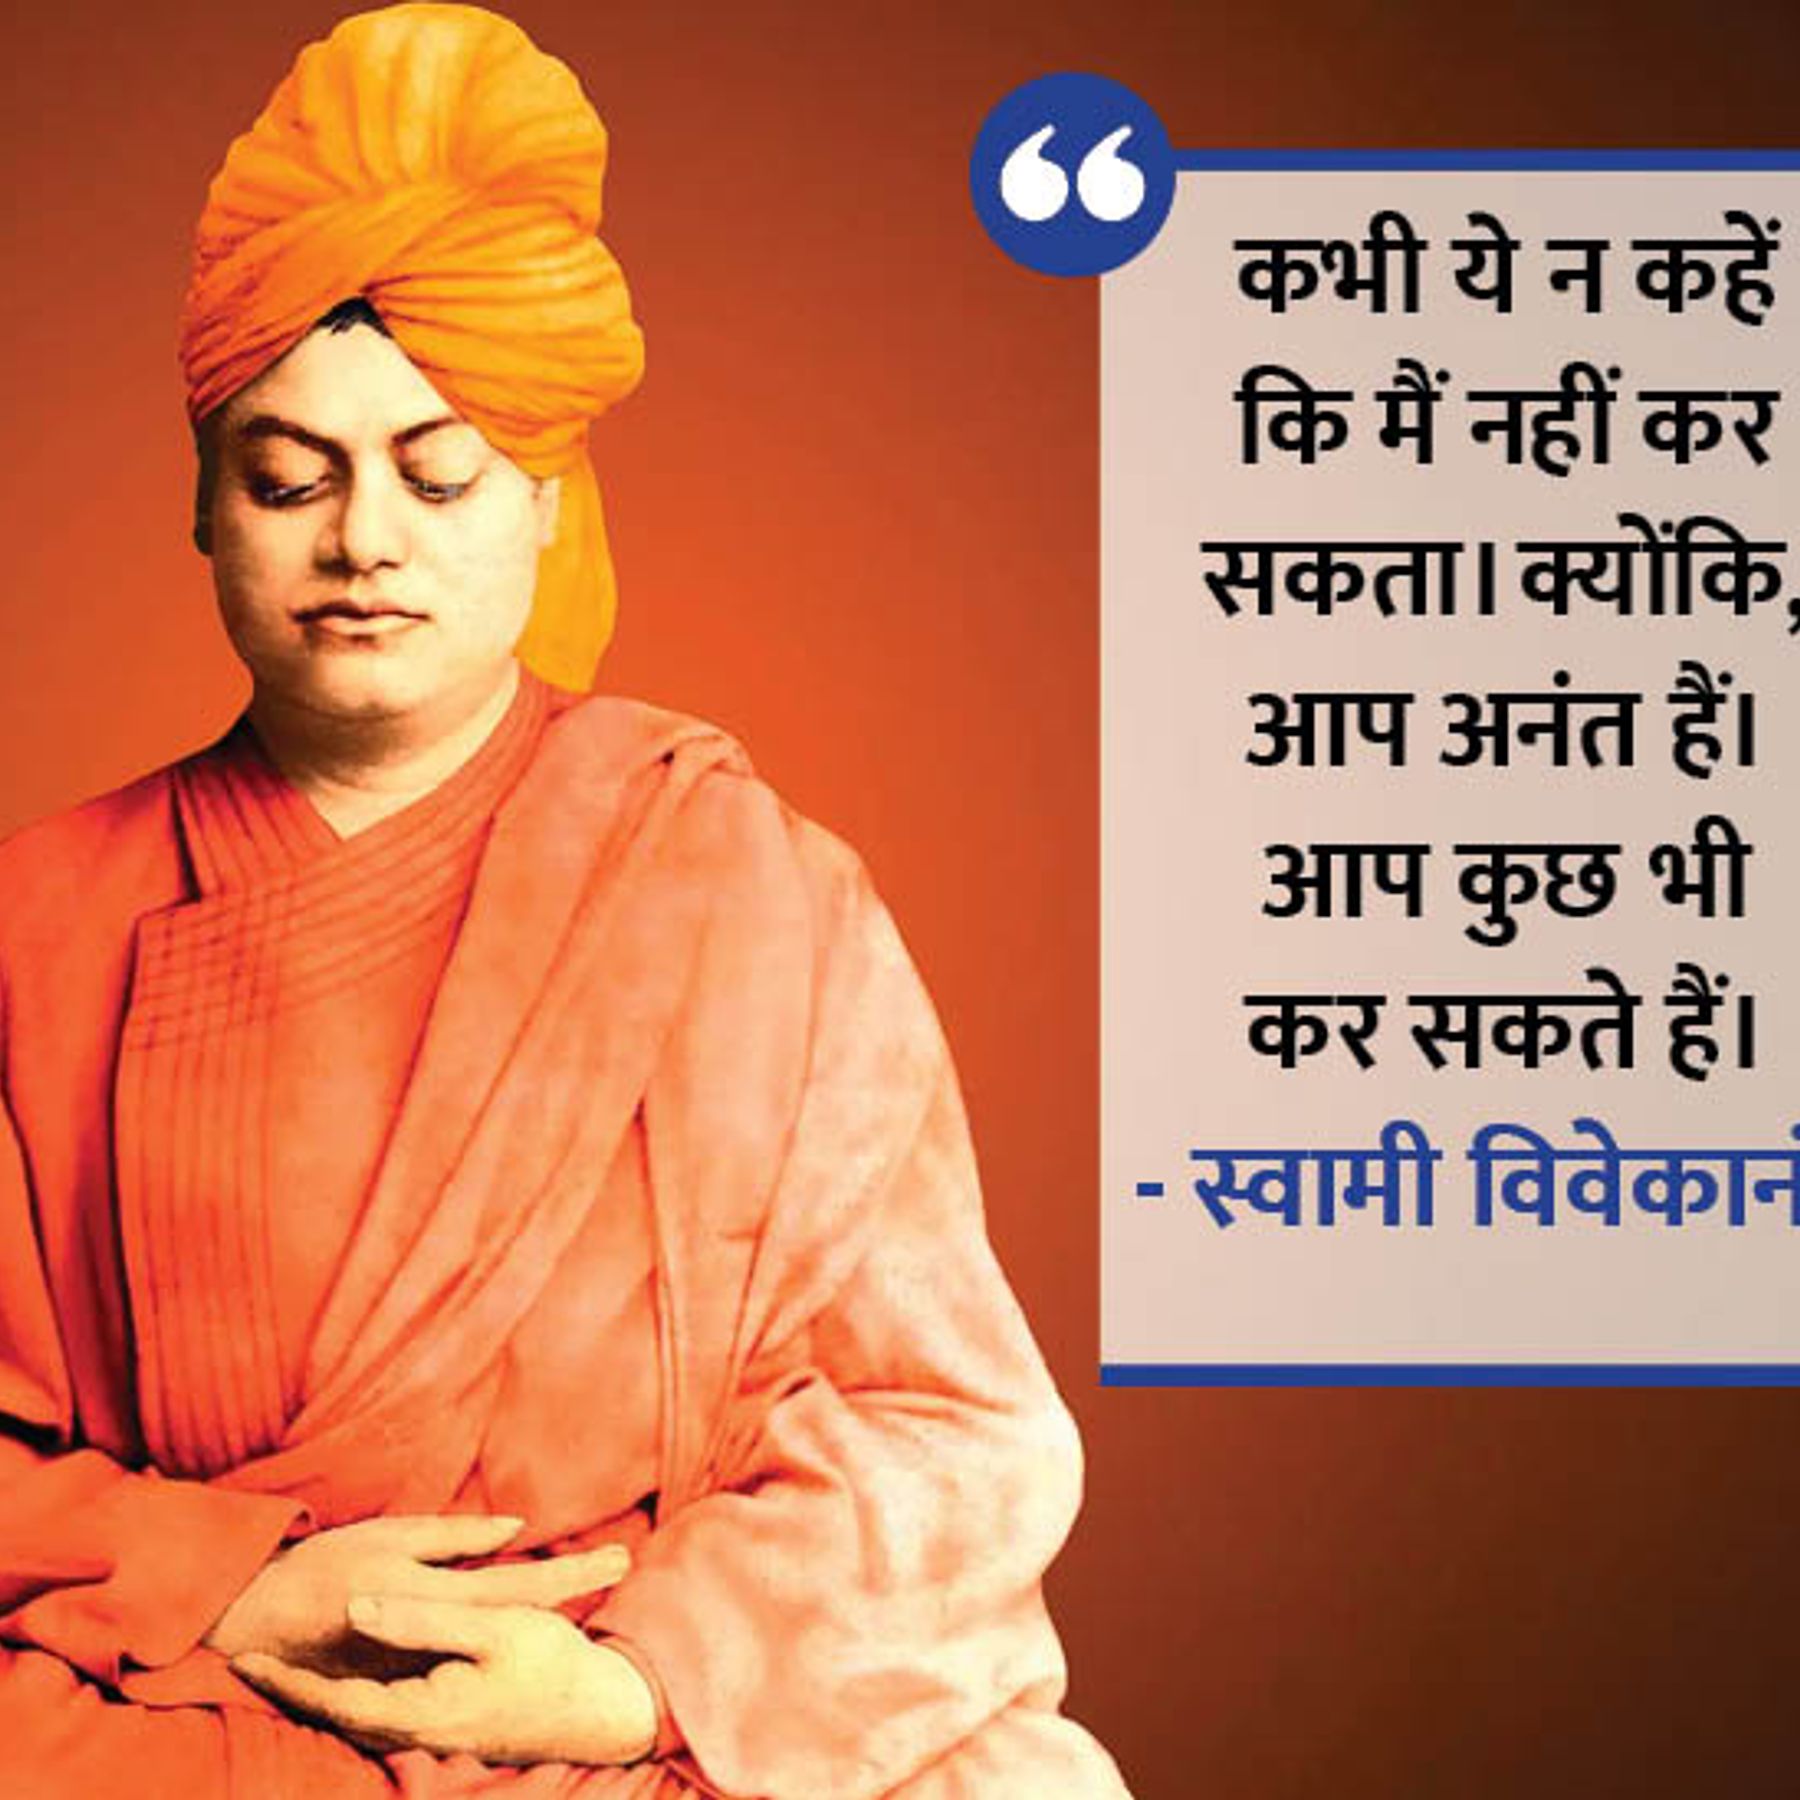 कभी ये न कहें
कि मैं नहीं कर
सकता। क्योंकि,
आप अनंत हैं।
आप कुछ भी
कर सकते हैं।
- स्वामी